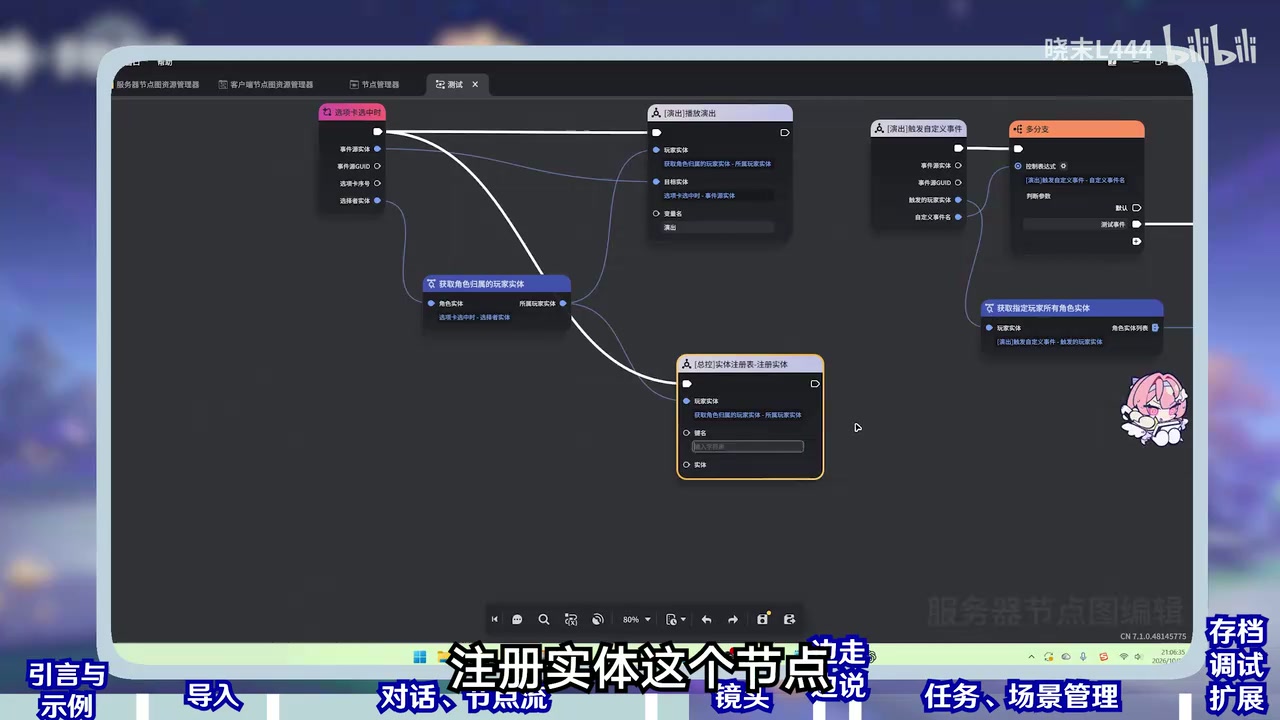 晓末L444 bilibili
帮助
服务器节点图资源管理器
客户端节点图资源管理器
节点管理器
测试
选项卡选中时
事件源实体
事件源GUID
选项卡序号
选择者实体
[演出]播放演出
玩家实体
获取角色归属的玩家实体 - 所属玩家实体
目标实体
选项卡选中时 - 事件源实体
变量名
演出
[演出]触发自定义事件
事件源实体
事件源GUID
触发的玩家实体
自定义事件名
多分支
控制表达式
[演出]触发自定义事件 - 自定义事件名
判断参数
默认
测试事件
获取角色归属的玩家实体
角色实体
所属玩家实体
选项卡选中时 - 选择者实体
获取指定玩家所有角色实体
玩家实体
角色实体列表
[演出]触发自定义事件 - 触发的玩家实体
[总控]实体注册表-注册实体
玩家实体
获取角色归属的玩家实体 - 所属玩家实体
键名
实体
80%
服务器节点图编辑
CN 7.1.0.48145775
21:06:35
注册实体这个节点
引言与
示例
导入
对话、节点流
镜头
任务、场景管理
存档
调试
扩展